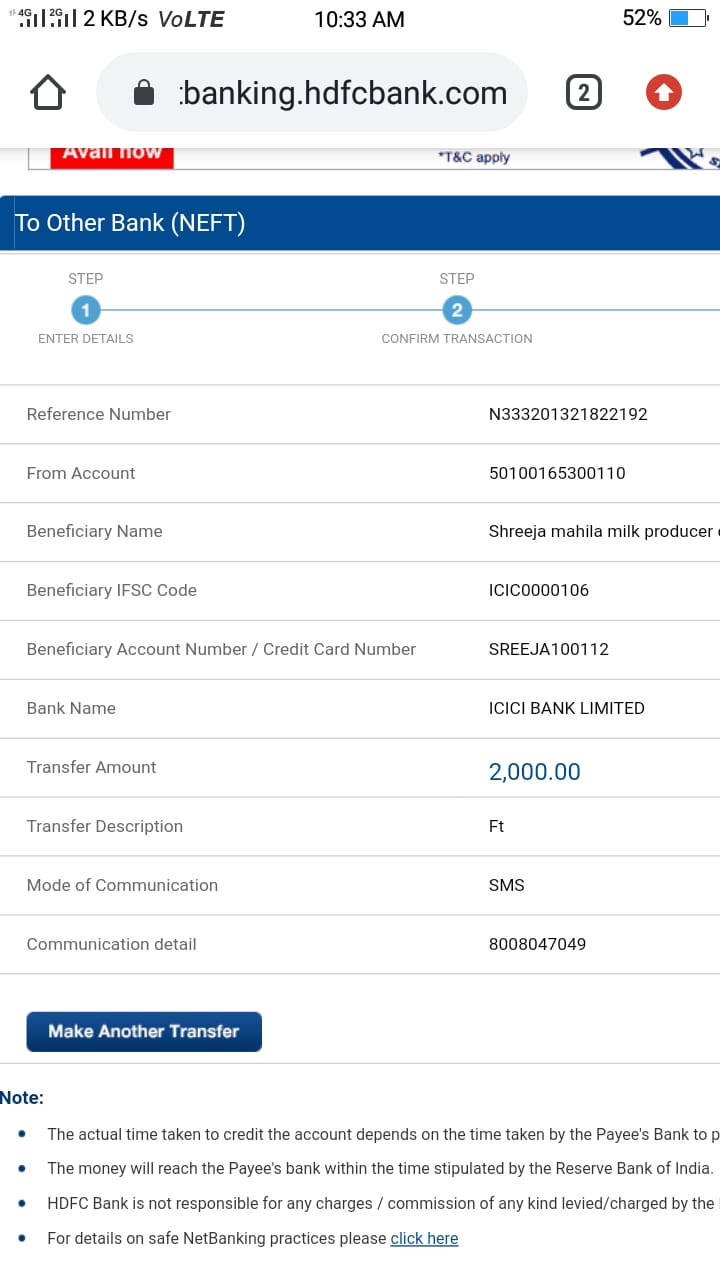 4G 2G 2 KB/s VoLTE 10:33 AM 52%
:banking.hdfcbank.com 2
Avail now *T&C apply
To Other Bank (NEFT)
STEP STEP
1 2
ENTER DETAILS CONFIRM TRANSACTION
Reference Number N333201321822192
From Account 50100165300110
Beneficiary Name Shreeja mahila milk producer
Beneficiary IFSC Code ICIC0000106
Beneficiary Account Number / Credit Card Number SREEJA100112
Bank Name ICICI BANK LIMITED
Transfer Amount 2,000.00
Transfer Description Ft
Mode of Communication SMS
Communication detail 8008047049
Make Another Transfer
Note:
• The actual time taken to credit the account depends on the time taken by the Payee's Bank to p
• The money will reach the Payee's bank within the time stipulated by the Reserve Bank of India.
• HDFC Bank is not responsible for any charges / commission of any kind levied/charged by the
• For details on safe NetBanking practices please click here